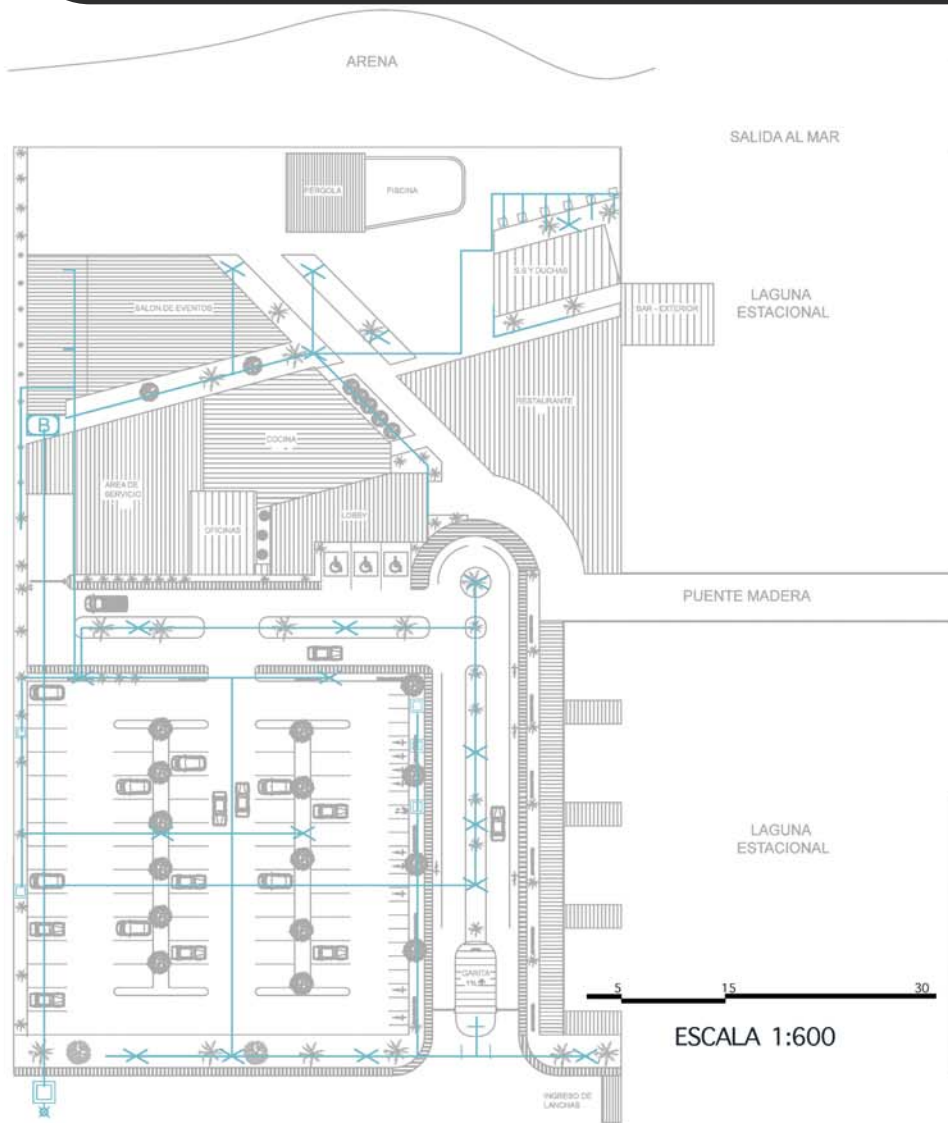 ARENA
SALIDA AL MAR
PÉRGOLA
PISCINA
S.S Y DUCHAS
SALON DE EVENTOS
BAR - EXTERIOR
LAGUNA
ESTACIONAL
RESTAURANTE
B
COCINA
AREA DE
SERVICIO
OFICINAS
LOBBY
PUENTE MADERA
LAGUNA
ESTACIONAL
GARITA
5
15
30
ESCALA 1:600
INGRESO DE
LANCHAS